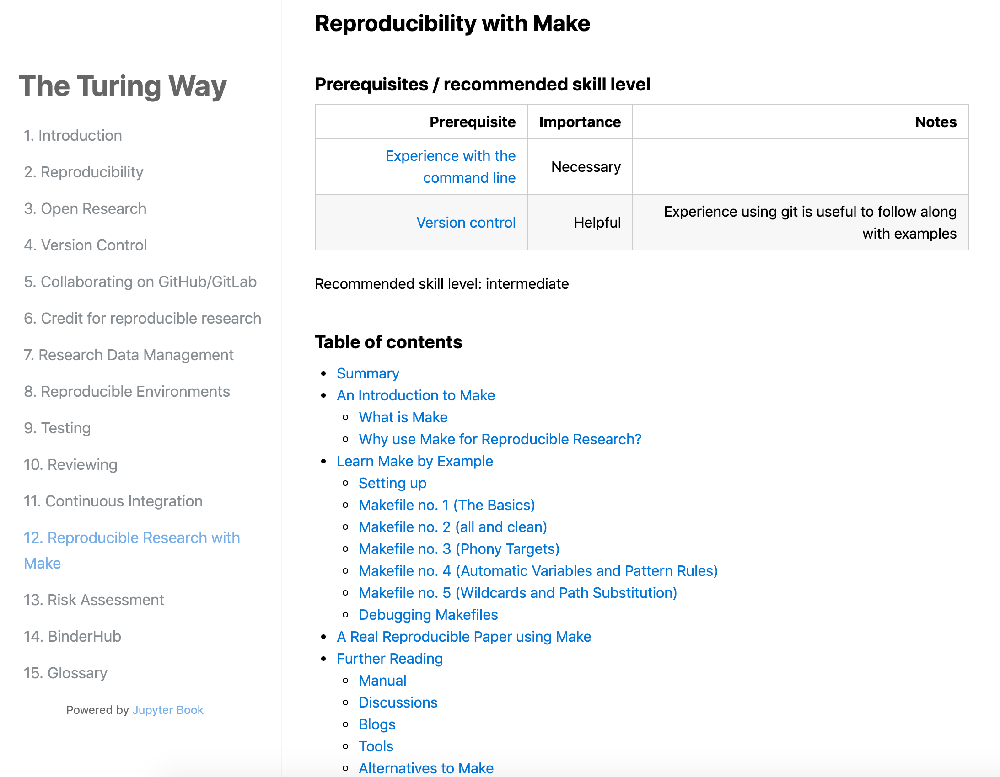 The Turing Way
1. Introduction
2. Reproducibility
3. Open Research
4. Version Control
5. Collaborating on GitHub/GitLab
6. Credit for reproducible research
7. Research Data Management
8. Reproducible Environments
9. Testing
10. Reviewing
11. Continuous Integration
12. Reproducible Research with
Make
13. Risk Assessment
14. BinderHub
15. Glossary
Powered by Jupyter Book
Reproducibility with Make
Prerequisites / recommended skill level
Prerequisite Importance Notes
Experience with the
command line
Necessary
Version control
Helpful
Experience using git is useful to follow along
with examples
Recommended skill level: intermediate
Table of contents
Summary
An Introduction to Make
What is Make
Why use Make for Reproducible Research?
Learn Make by Example
Setting up
Makefile no. 1 (The Basics)
Makefile no. 2 (all and clean)
Makefile no. 3 (Phony Targets)
Makefile no. 4 (Automatic Variables and Pattern Rules)
Makefile no. 5 (Wildcards and Path Substitution)
Debugging Makefiles
A Real Reproducible Paper using Make
Further Reading
Manual
Discussions
Blogs
Tools
Alternatives to Make